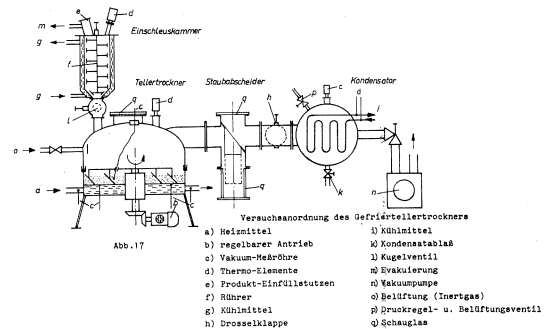 e
d
m
Einschleuskammer
g
f
g
q
c
Tellertrockner
d
Staubabscheider
q
h
p
c
Kondensator
d
i
l
o
a
c
c
b
q
k
n
Abb.17
Versuchsanordnung des Gefriertellertrockners
a) Heizmittel
b) regelbarer Antrieb
c) Vakuum-Meßröhre
d) Thermo-Elemente
e) Produkt-Einfüllstutzen
f) Rührer
g) Kühlmittel
h) Drosselklappe
i) Kühlmittel
k) Kondensatablaß
l) Kugelventil
m) Evakuierung
n) Vakuumpumpe
o) Belüftung (Inertgas)
p) Druckregel- u. Belüftungsventil
q) Schauglas